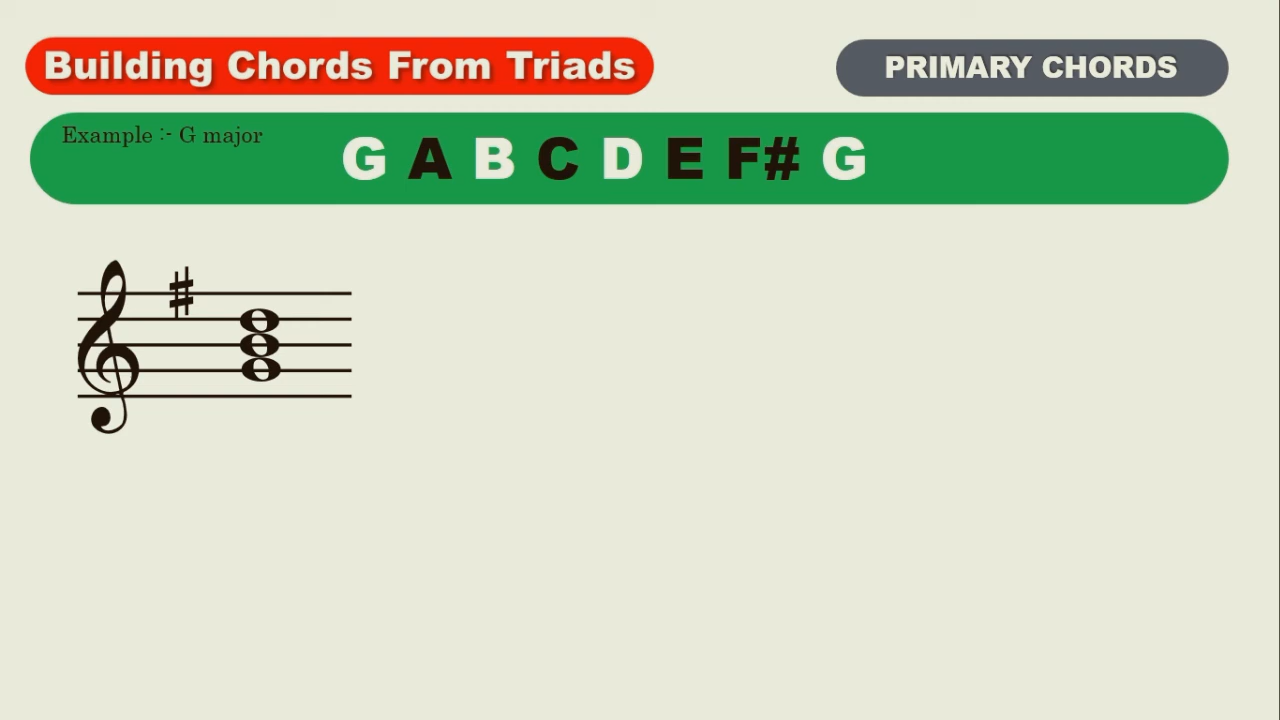 Building Chords From Triads
PRIMARY CHORDS
Example :- G major
G A B C D E F# G